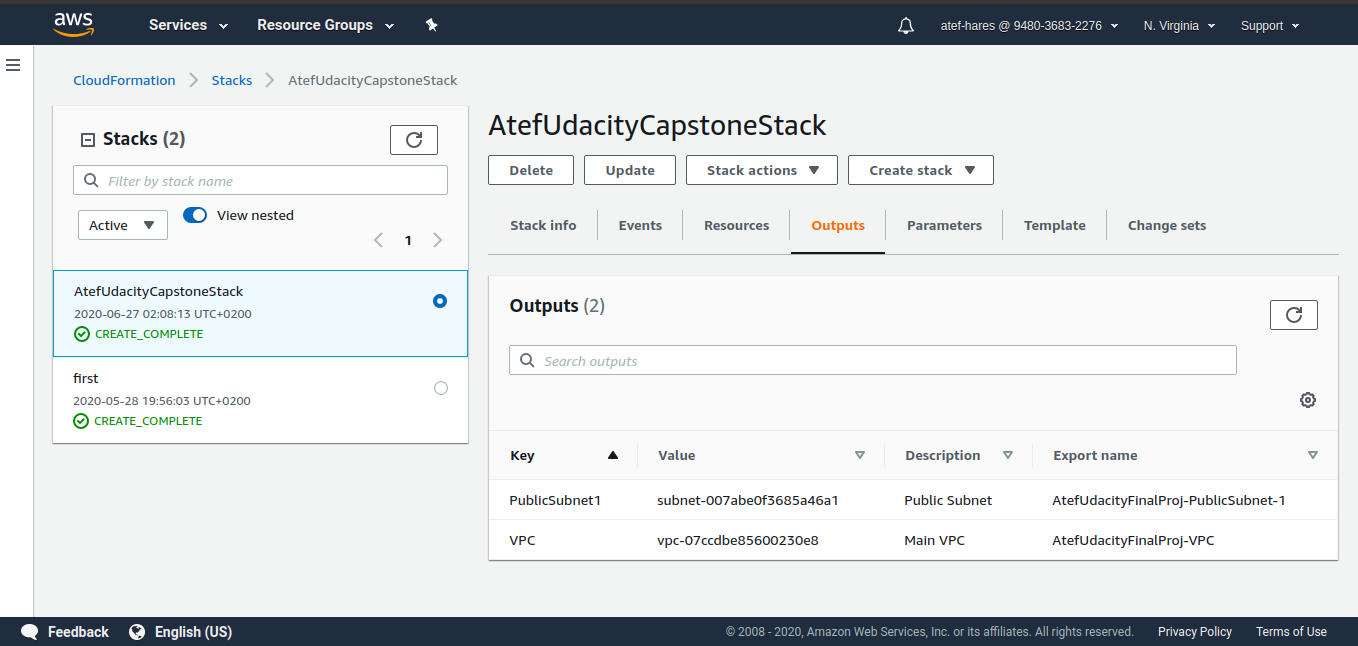 aws Services Resource Groups atef-hares @ 9480-3683-2276 N. Virginia Support
CloudFormation Stacks AtefUdacityCapstoneStack
Stacks (2)
Filter by stack name
Active View nested
1
AtefUdacityCapstoneStack
2020-06-27 02:08:13 UTC+0200
CREATE_COMPLETE
first
2020-05-28 19:56:03 UTC+0200
CREATE_COMPLETE
AtefUdacityCapstoneStack
Delete Update Stack actions Create stack
Stack info Events Resources Outputs Parameters Template Change sets
Outputs (2)
Search outputs
Key Value Description Export name
PublicSubnet1 subnet-007abe0f3685a46a1 Public Subnet AtefUdacityFinalProj-PublicSubnet-1
VPC vpc-07ccdbe85600230e8 Main VPC AtefUdacityFinalProj-VPC
Feedback English (US) © 2008 - 2020, Amazon Web Services, Inc. or its affiliates. All rights reserved. Privacy Policy Terms of Use